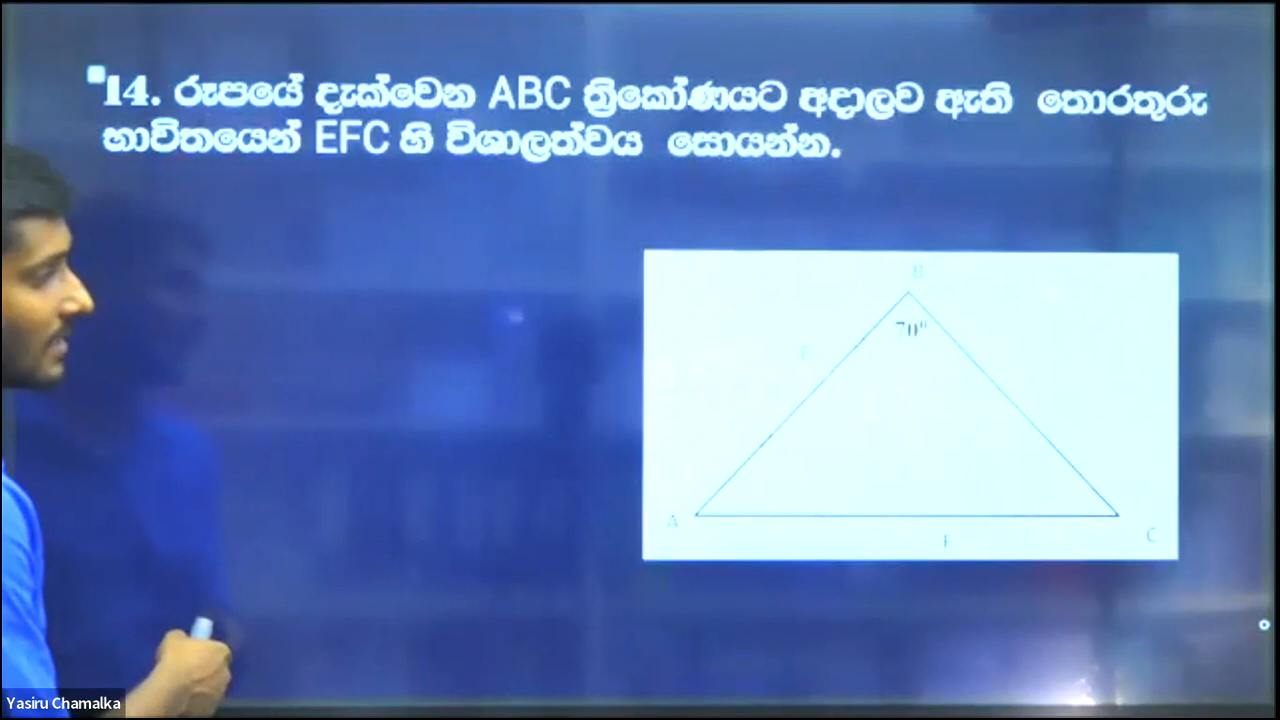 14. රූපයේ දැක්වෙන ABC ත්‍රිකෝණයට අදාලව ඇති තොරතුරු
භාවිතයෙන් EFC හි විශාලත්වය සොයන්න.
B
70°
E
A
F
C
Yasiru Chamalka